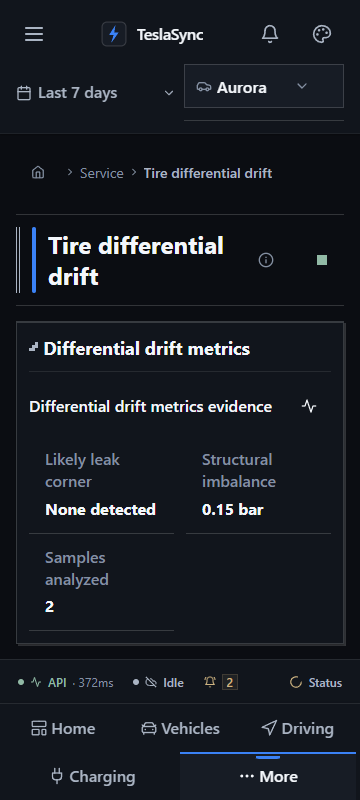 TeslaSync
Last 7 days
Aurora
Service
Tire differential drift
Tire differential
drift
Differential drift metrics
Differential drift metrics evidence
Likely leak
corner
None detected
Structural
imbalance
0.15 bar
Samples
analyzed
2
API · 372ms
Idle
2
Status
Home
Vehicles
Driving
Charging
More